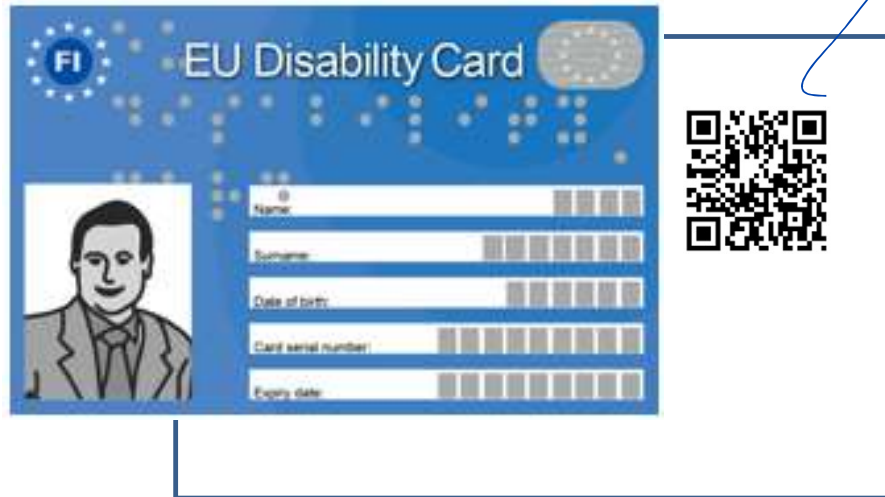 FI
EU Disability Card
Name:
Surname:
Date of birth:
Card serial number:
Expiry date: